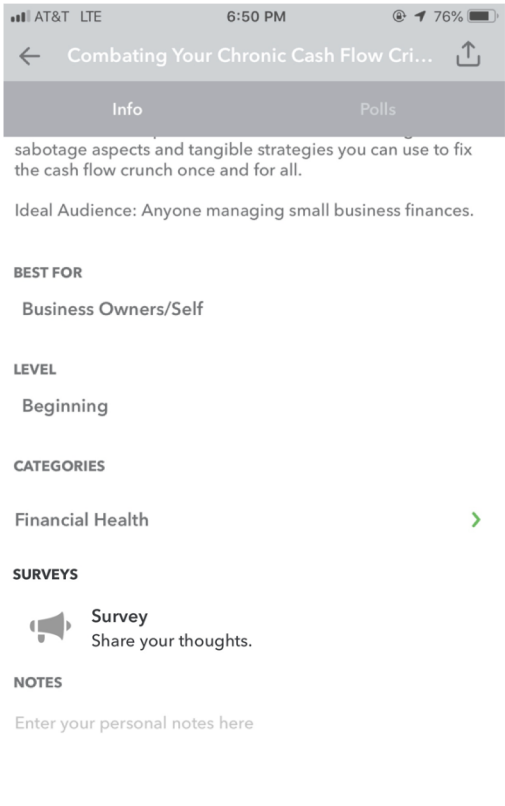 AT&T LTE 6:50 PM 76%
Combating Your Chronic Cash Flow Cri...
Info Polls
sabotage aspects and tangible strategies you can use to fix
the cash flow crunch once and for all.
Ideal Audience: Anyone managing small business finances.
BEST FOR
Business Owners/Self
LEVEL
Beginning
CATEGORIES
Financial Health
SURVEYS
Survey
Share your thoughts.
NOTES
Enter your personal notes here